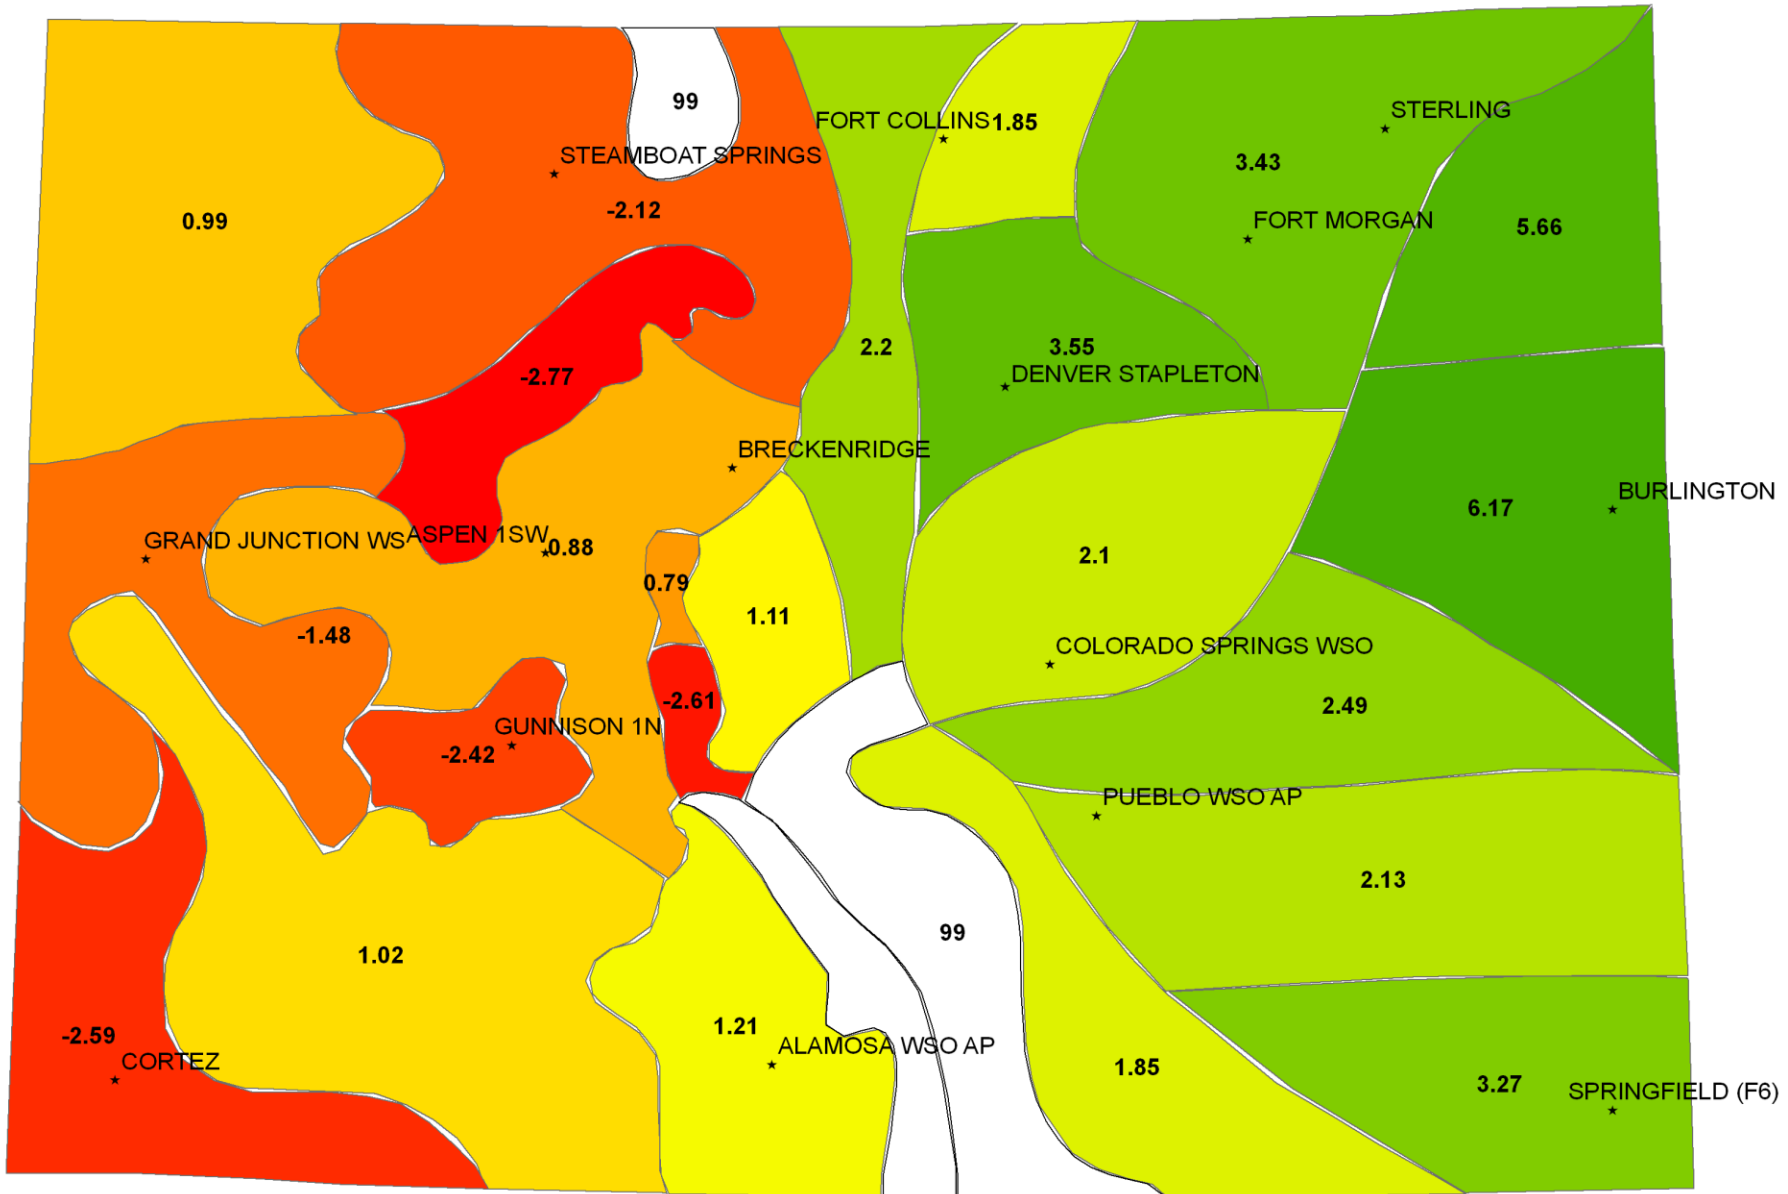 99
FORT COLLINS
1.85
STERLING
STEAMBOAT SPRINGS
3.43
0.99
-2.12
FORT MORGAN
5.66
2.2
3.55
-2.77
DENVER STAPLETON
BRECKENRIDGE
BURLINGTON
6.17
GRAND JUNCTION WS
ASPEN 1SW
0.88
2.1
0.79
1.11
-1.48
COLORADO SPRINGS WSO
-2.61
2.49
GUNNISON 1N
-2.42
PUEBLO WSO AP
2.13
99
1.02
1.21
-2.59
ALAMOSA WSO AP
CORTEZ
1.85
3.27
SPRINGFIELD (F6)